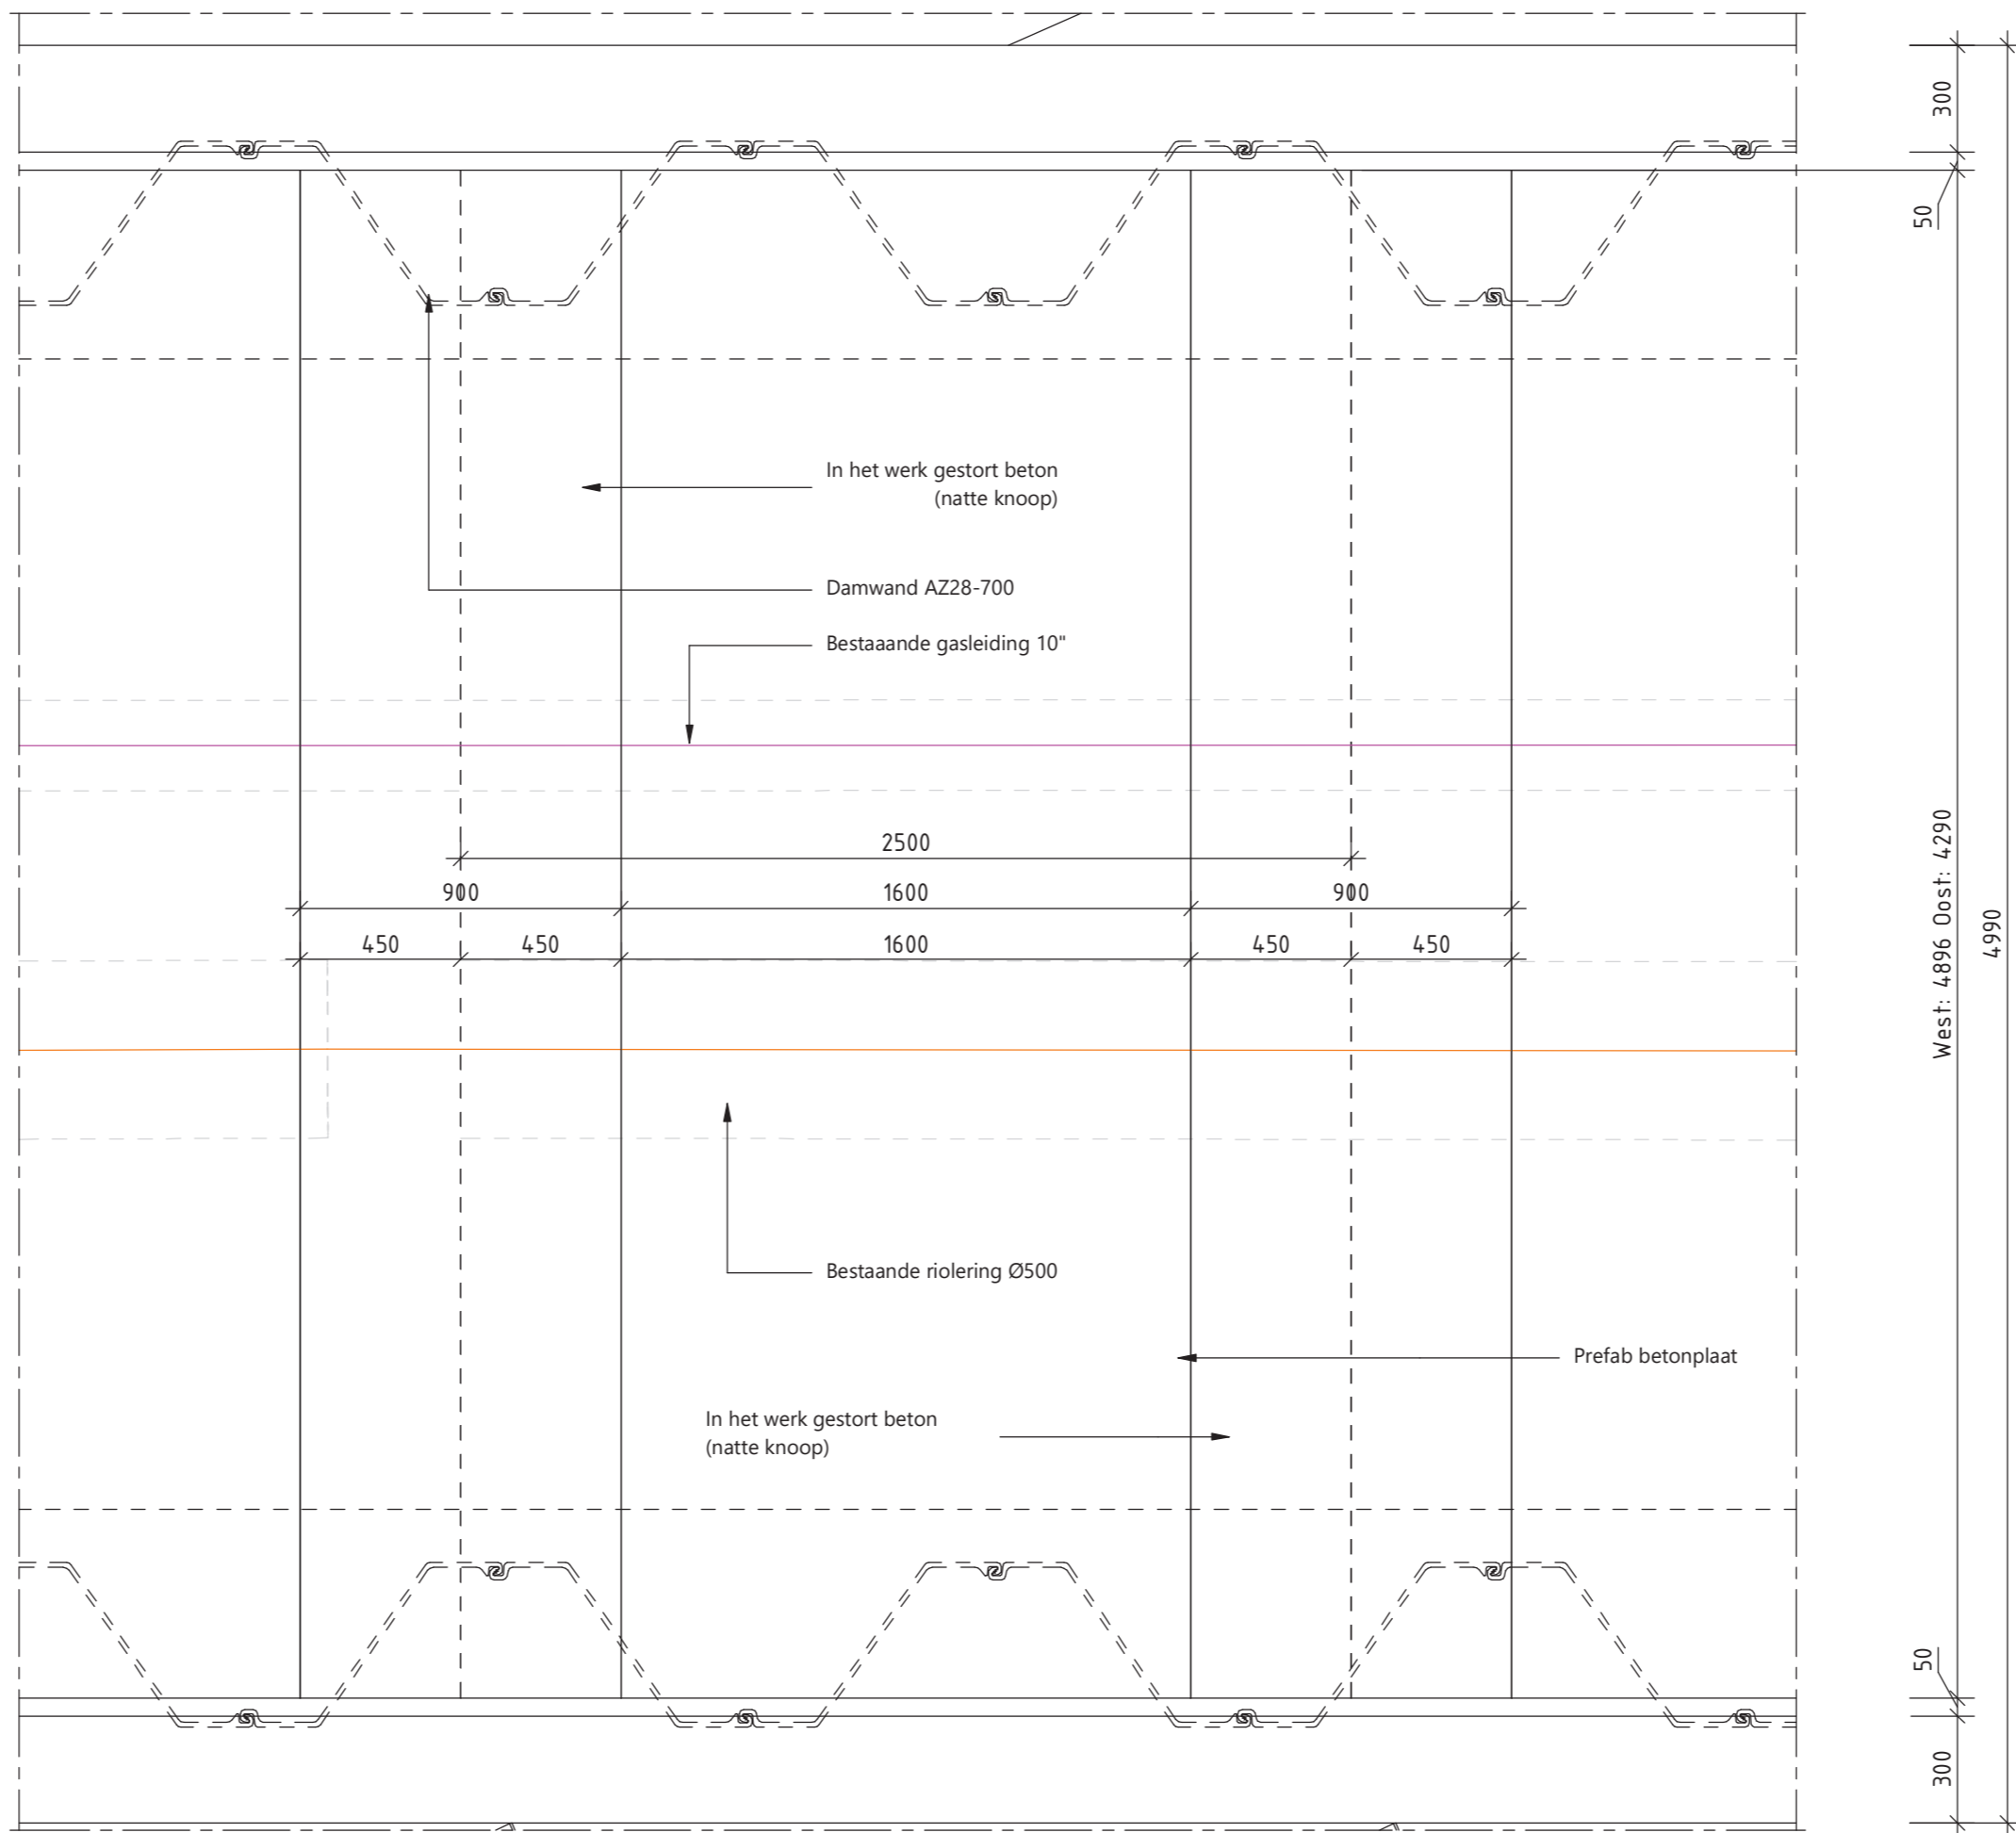 300
50
In het werk gestort beton
(natte knoop)
Damwand AZ28-700
Bestaaande gasleiding 10"
2500
900 1600 900
450 450 1600 450 450
West: 4896 Oost: 4290
4990
Bestaande riolering Ø500
Prefab betonplaat
In het werk gestort beton
(natte knoop)
50
300